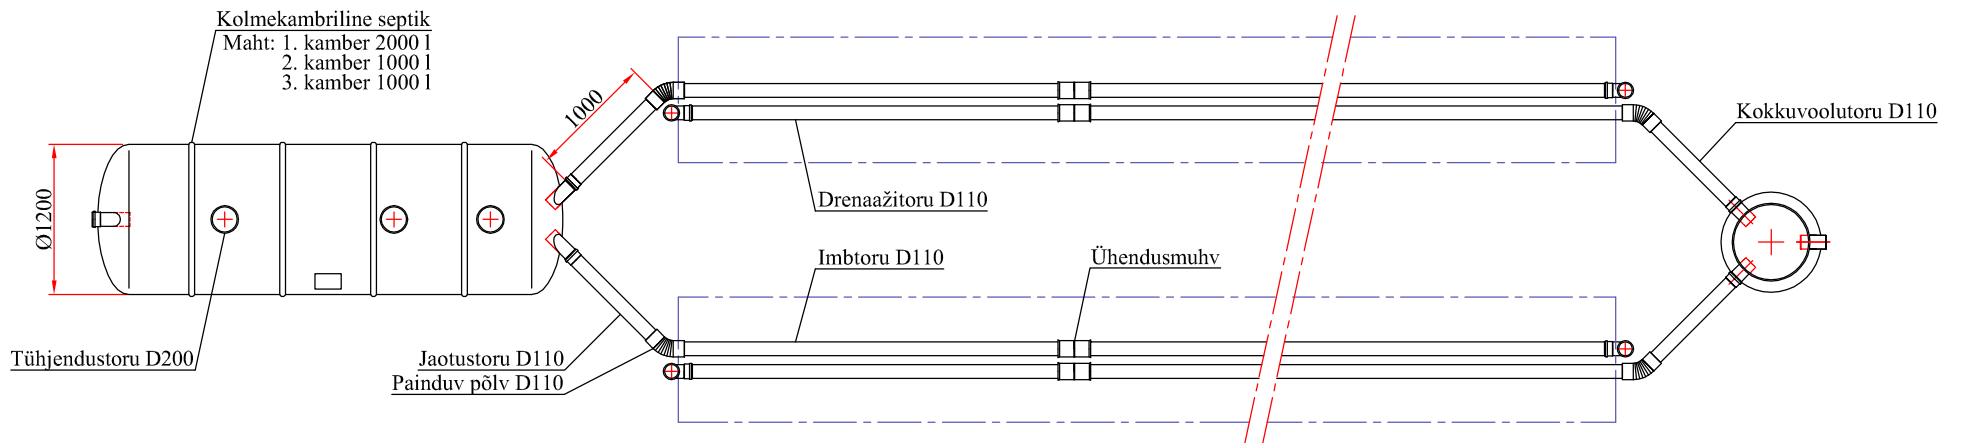 Kolmekambriline septik
Maht: 1. kamber 2000 l
2. kamber 1000 l
3. kamber 1000 l
1000
Kokkuvoolutoru D110
Drenaažitoru D110
Ø1200
Imbtoru D110
Ühendusmuhv
Tühjendustoru D200
Jaotustoru D110
Painduv põlv D110